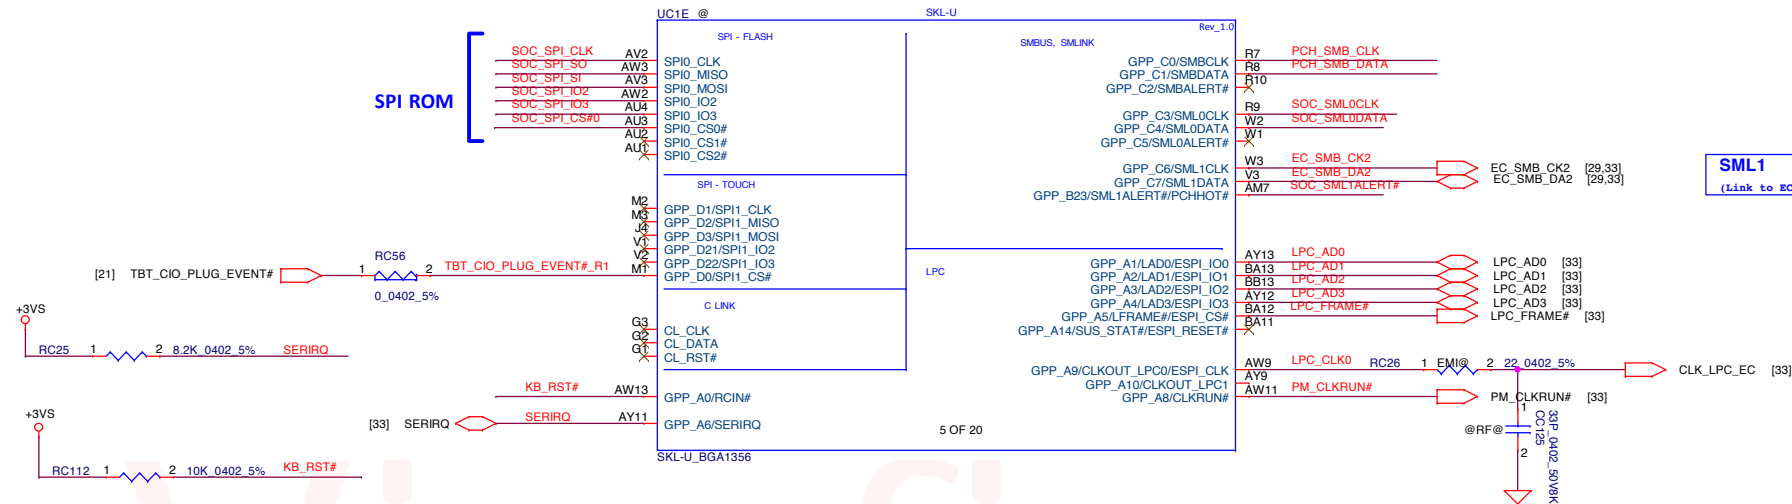 UC1E @
SKL-U
Rev_1.0
SPI - FLASH
SMBUS, SMLINK
SPI ROM
SOC_SPI_CLK AV2 SPI0_CLK
SOC_SPI_SO AW3 SPI0_MISO
SOC_SPI_SI AV3 SPI0_MOSI
SOC_SPI_IO2 AW2 SPI0_IO2
SOC_SPI_IO3 AU4 SPI0_IO3
SOC_SPI_CS#0 AU3 SPI0_CS0#
AU2 SPI0_CS1#
AU1 SPI0_CS2#
GPP_C0/SMBCLK R7 PCH_SMB_CLK
GPP_C1/SMBDATA R8 PCH_SMB_DATA
GPP_C2/SMBALERT# R10
GPP_C3/SML0CLK R9 SOC_SML0CLK
GPP_C4/SML0DATA W2 SOC_SML0DATA
GPP_C5/SML0ALERT# W1
GPP_C6/SML1CLK W3 EC_SMB_CK2 EC_SMB_CK2 [29,33]
GPP_C7/SML1DATA V3 EC_SMB_DA2 EC_SMB_DA2 [29,33]
GPP_B23/SML1ALERT#/PCHHOT# AM7 SOC_SML1ALERT#
SML1
(Link to EC
SPI - TOUCH
M2 GPP_D1/SPI1_CLK
M3 GPP_D2/SPI1_MISO
J4 GPP_D3/SPI1_MOSI
V1 GPP_D21/SPI1_IO2
V2 GPP_D22/SPI1_IO3
M1 GPP_D0/SPI1_CS#
[21] TBT_CIO_PLUG_EVENT# 1 RC56 2 TBT_CIO_PLUG_EVENT#_R1
0_0402_5%
LPC
GPP_A1/LAD0/ESPI_IO0 AY13 LPC_AD0 LPC_AD0 [33]
GPP_A2/LAD1/ESPI_IO1 BA13 LPC_AD1 LPC_AD1 [33]
GPP_A3/LAD2/ESPI_IO2 BB13 LPC_AD2 LPC_AD2 [33]
GPP_A4/LAD3/ESPI_IO3 AY12 LPC_AD3 LPC_AD3 [33]
GPP_A5/LFRAME#/ESPI_CS# BA12 LPC_FRAME# LPC_FRAME# [33]
GPP_A14/SUS_STAT#/ESPI_RESET# BA11
C LINK
G3 CL_CLK
G2 CL_DATA
G1 CL_RST#
+3VS
RC25 1 2 8.2K_0402_5% SERIRQ
GPP_A9/CLKOUT_LPC0/ESPI_CLK AW9 LPC_CLK0 RC26 1 EMI@ 2 22_0402_5% CLK_LPC_EC [33]
GPP_A10/CLKOUT_LPC1 AY9
GPP_A8/CLKRUN# AW11 PM_CLKRUN# PM_CLKRUN# [33]
KB_RST# AW13 GPP_A0/RCIN#
[33] SERIRQ SERIRQ AY11 GPP_A6/SERIRQ
5 OF 20
SKL-U_BGA1356
+3VS
RC112 1 2 10K_0402_5% KB_RST#
1
@RF@
2
CC125
33P_0402_50V8K